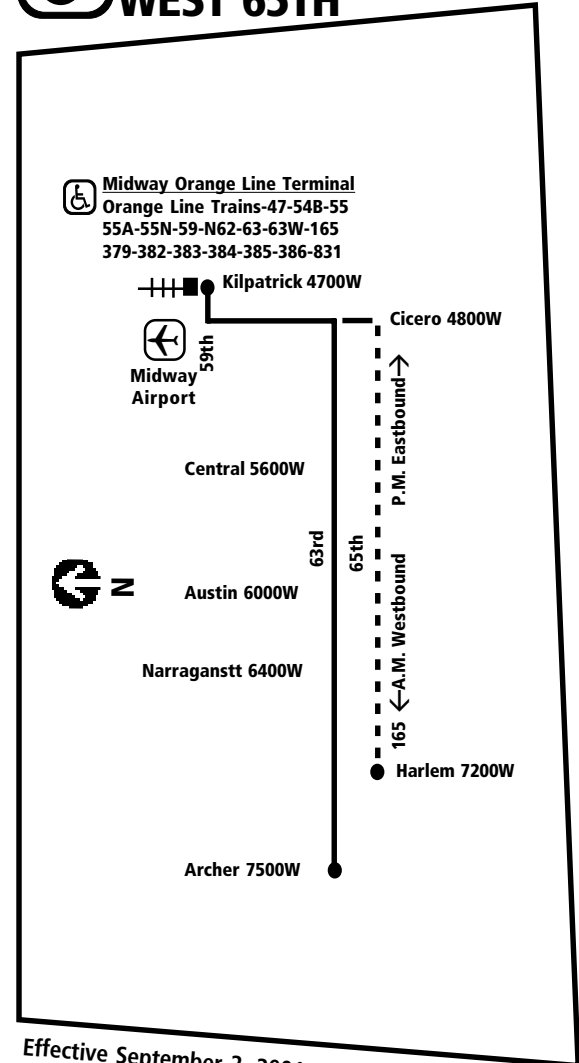 WEST 65TH
Midway Orange Line Terminal
Orange Line Trains-47-54B-55
55A-55N-59-N62-63-63W-165
379-382-383-384-385-386-831
Kilpatrick 4700W
Cicero 4800W
59th
Midway
Airport
P.M. Eastbound→
Central 5600W
63rd
65th
N
Austin 6000W
165 ←A.M. Westbound
Narraganstt 6400W
Harlem 7200W
Archer 7500W
Effective September 2,